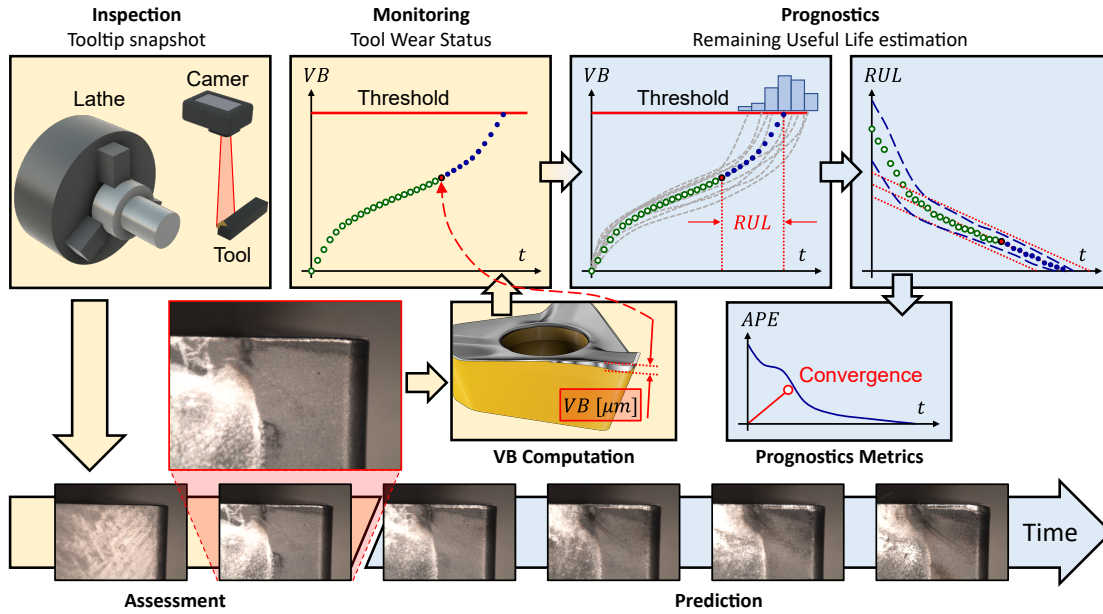 Inspection
Tooltip snapshot
Monitoring
Tool Wear Status
Prognostics
Remaining Useful Life estimation
Camer
Lathe
Tool
VB
Threshold
t
VB
Threshold
RUL
t
RUL
t
VB [μm]
VB Computation
APE
Convergence
t
Prognostics Metrics
Time
Assessment
Prediction